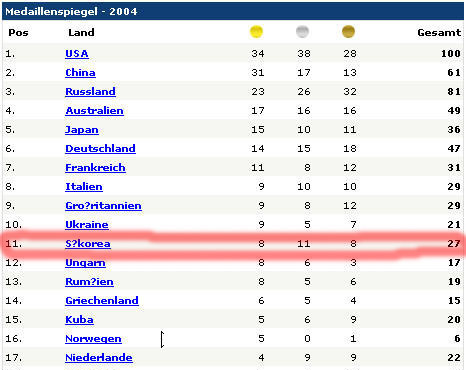 Medaillenspiegel - 2004
Pos Land Gesamt
1. USA 34 38 28 100
2. China 31 17 13 61
3. Russland 23 26 32 81
4. Australien 17 16 16 49
5. Japan 15 10 11 36
6. Deutschland 14 15 18 47
7. Frankreich 11 8 12 31
8. Italien 9 10 10 29
9. Gro?ritannien 9 8 12 29
10. Ukraine 9 5 7 21
11. S?korea 8 11 8 27
12. Ungarn 8 6 3 17
13. Rum?ien 8 5 6 19
14. Griechenland 6 5 4 15
15. Kuba 5 6 9 20
16. Norwegen 5 0 1 6
17. Niederlande 4 9 9 22